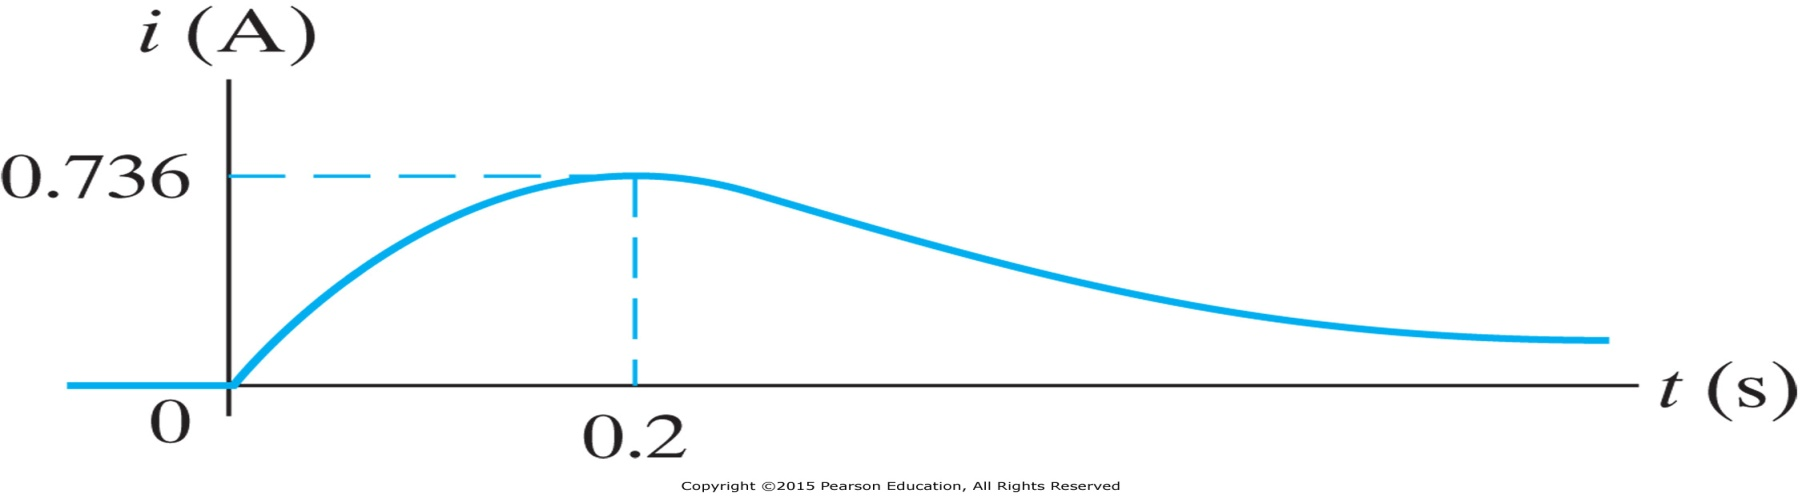 i (A)
0.736
0
0.2
t (s)
Copyright ©2015 Pearson Education, All Rights Reserved